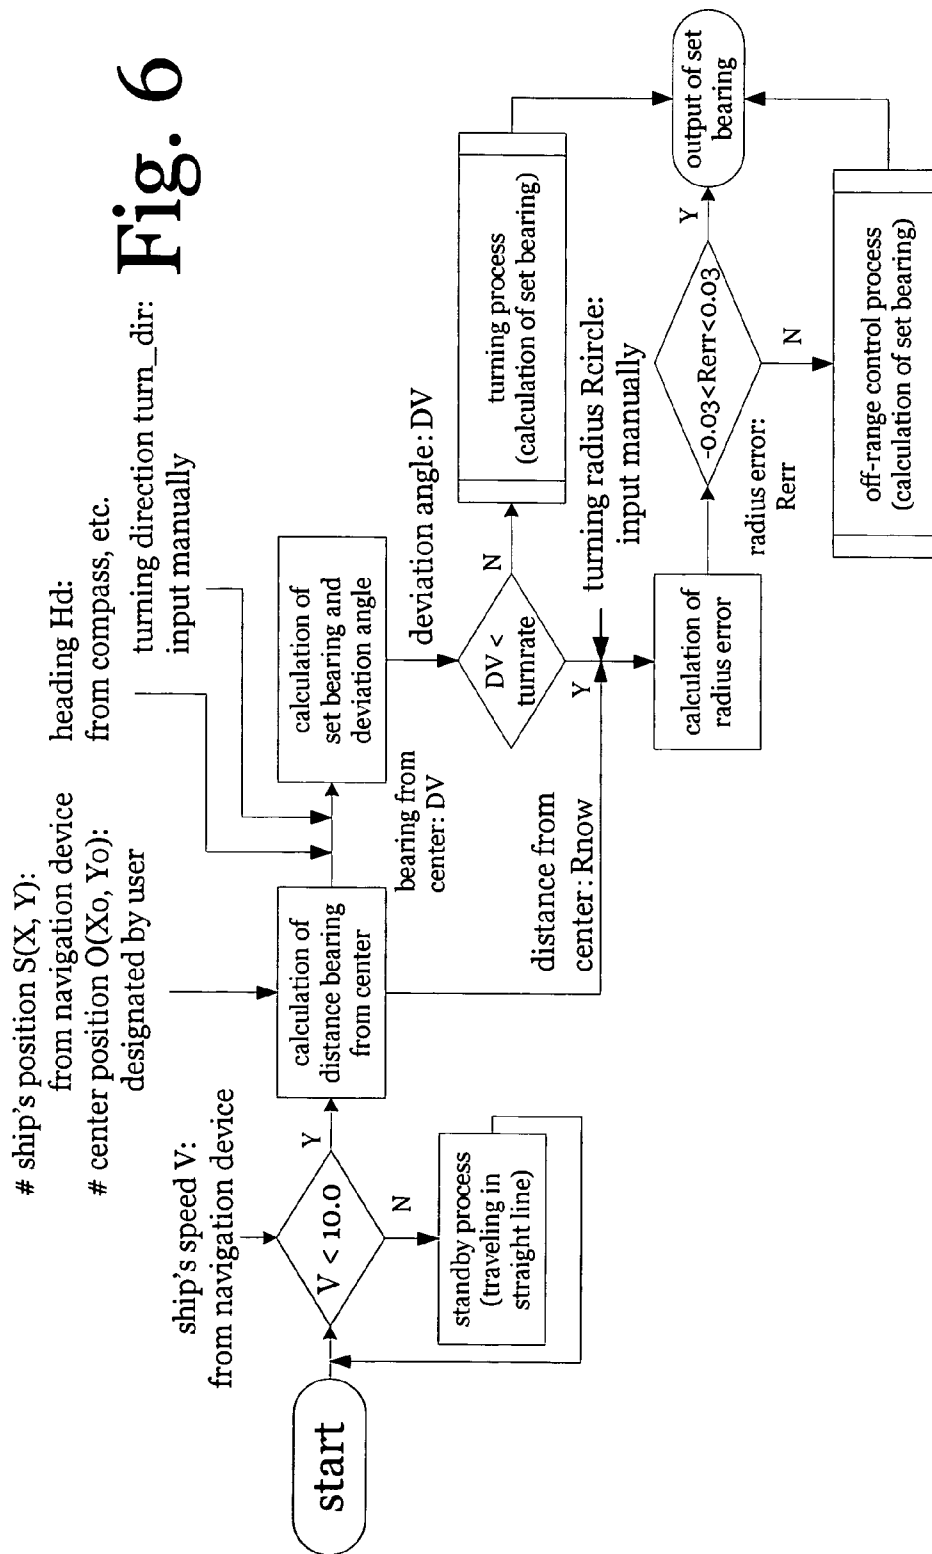 Fig. 6
# ship's position S(X, Y):
from navigation device
# center position O(Xo, Yo):
designated by user
heading Hd:
from compass, etc.
turning direction turn_dir:
input manually
ship's speed V:
from navigation device
start
V < 10.0
Y
N
standby process
(traveling in
straight line)
calculation of
distance bearing
from center
bearing from
center: DV
calculation of
set bearing and
deviation angle
deviation angle: DV
DV <
turnrate
N
Y
turning process
(calculation of set bearing)
distance from
center: Rnow
turning radius Rcircle:
input manually
calculation of
radius error
radius error:
Rerr
-0.03<Rerr<0.03
Y
N
off-range control process
(calculation of set bearing)
output of set
bearing